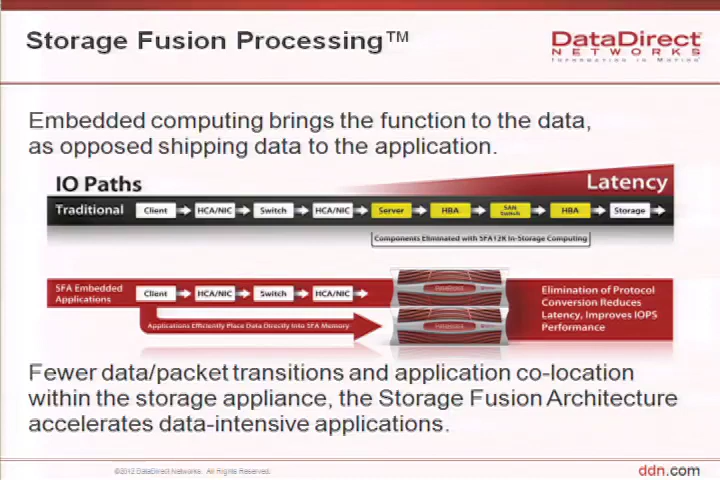 Storage Fusion Processing™
DataDirect™
NETWORKS
INFORMATION IN MOTION
Embedded computing brings the function to the data,
as opposed shipping data to the application.
IO Paths
Latency
Traditional Client HCA/NIC Switch HCA/NIC Server HBA SAN Switch HBA Storage
Components Eliminated with SFA12K In-Storage Computing
SFA Embedded
Applications
Client HCA/NIC Switch HCA/NIC
Applications Efficiently Place Data Directly Into SFA Memory
Elimination of Protocol
Conversion Reduces
Latency, Improves IOPS
Performance
Fewer data/packet transitions and application co-location
within the storage appliance, the Storage Fusion Architecture
accelerates data-intensive applications.
©2012 DataDirect Networks. All Rights Reserved.
ddn.com